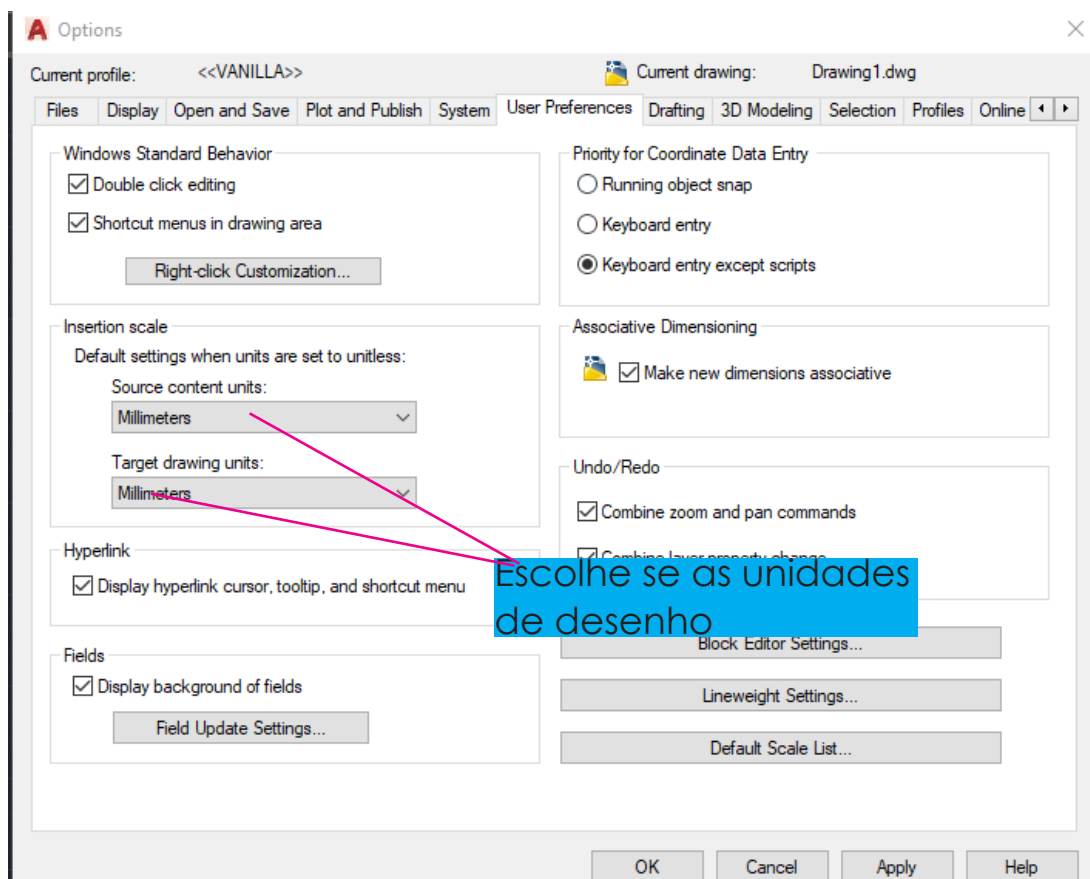 Options
Current profile: <<VANILLA>> Current drawing: Drawing1.dwg
Files Display Open and Save Plot and Publish System User Preferences Drafting 3D Modeling Selection Profiles Online
Windows Standard Behavior
Double click editing
Shortcut menus in drawing area
Right-click Customization...
Insertion scale
Default settings when units are set to unitless:
Source content units:
Millimeters
Target drawing units:
Millimeters
Hyperlink
Display hyperlink cursor, tooltip, and shortcut menu
Fields
Display background of fields
Field Update Settings...
Priority for Coordinate Data Entry
Running object snap
Keyboard entry
Keyboard entry except scripts
Associative Dimensioning
Make new dimensions associative
Undo/Redo
Combine zoom and pan commands
Combine layer property change
Escolhe se as unidades
de desenho
Block Editor Settings...
Lineweight Settings...
Default Scale List...
OK Cancel Apply Help